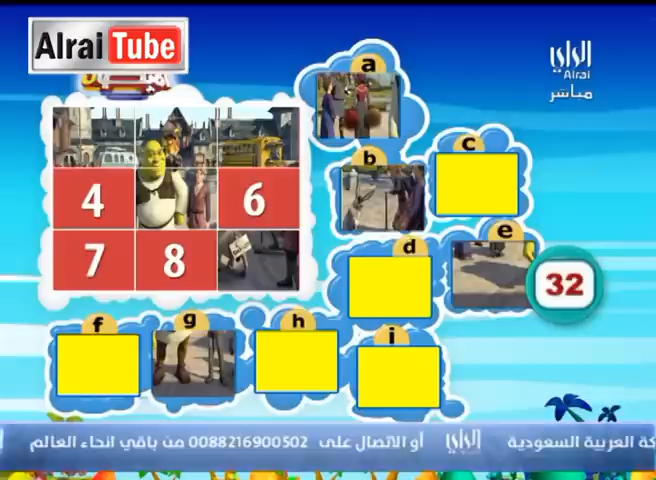 Alrai Tube
الراي
Alrai
مباشر
a
b
c
4
6
d
e
7
8
32
f
g
h
i
كة العربية السعودية الراي أو الاتصال على 0088216900502 من باقي انحاء العالم